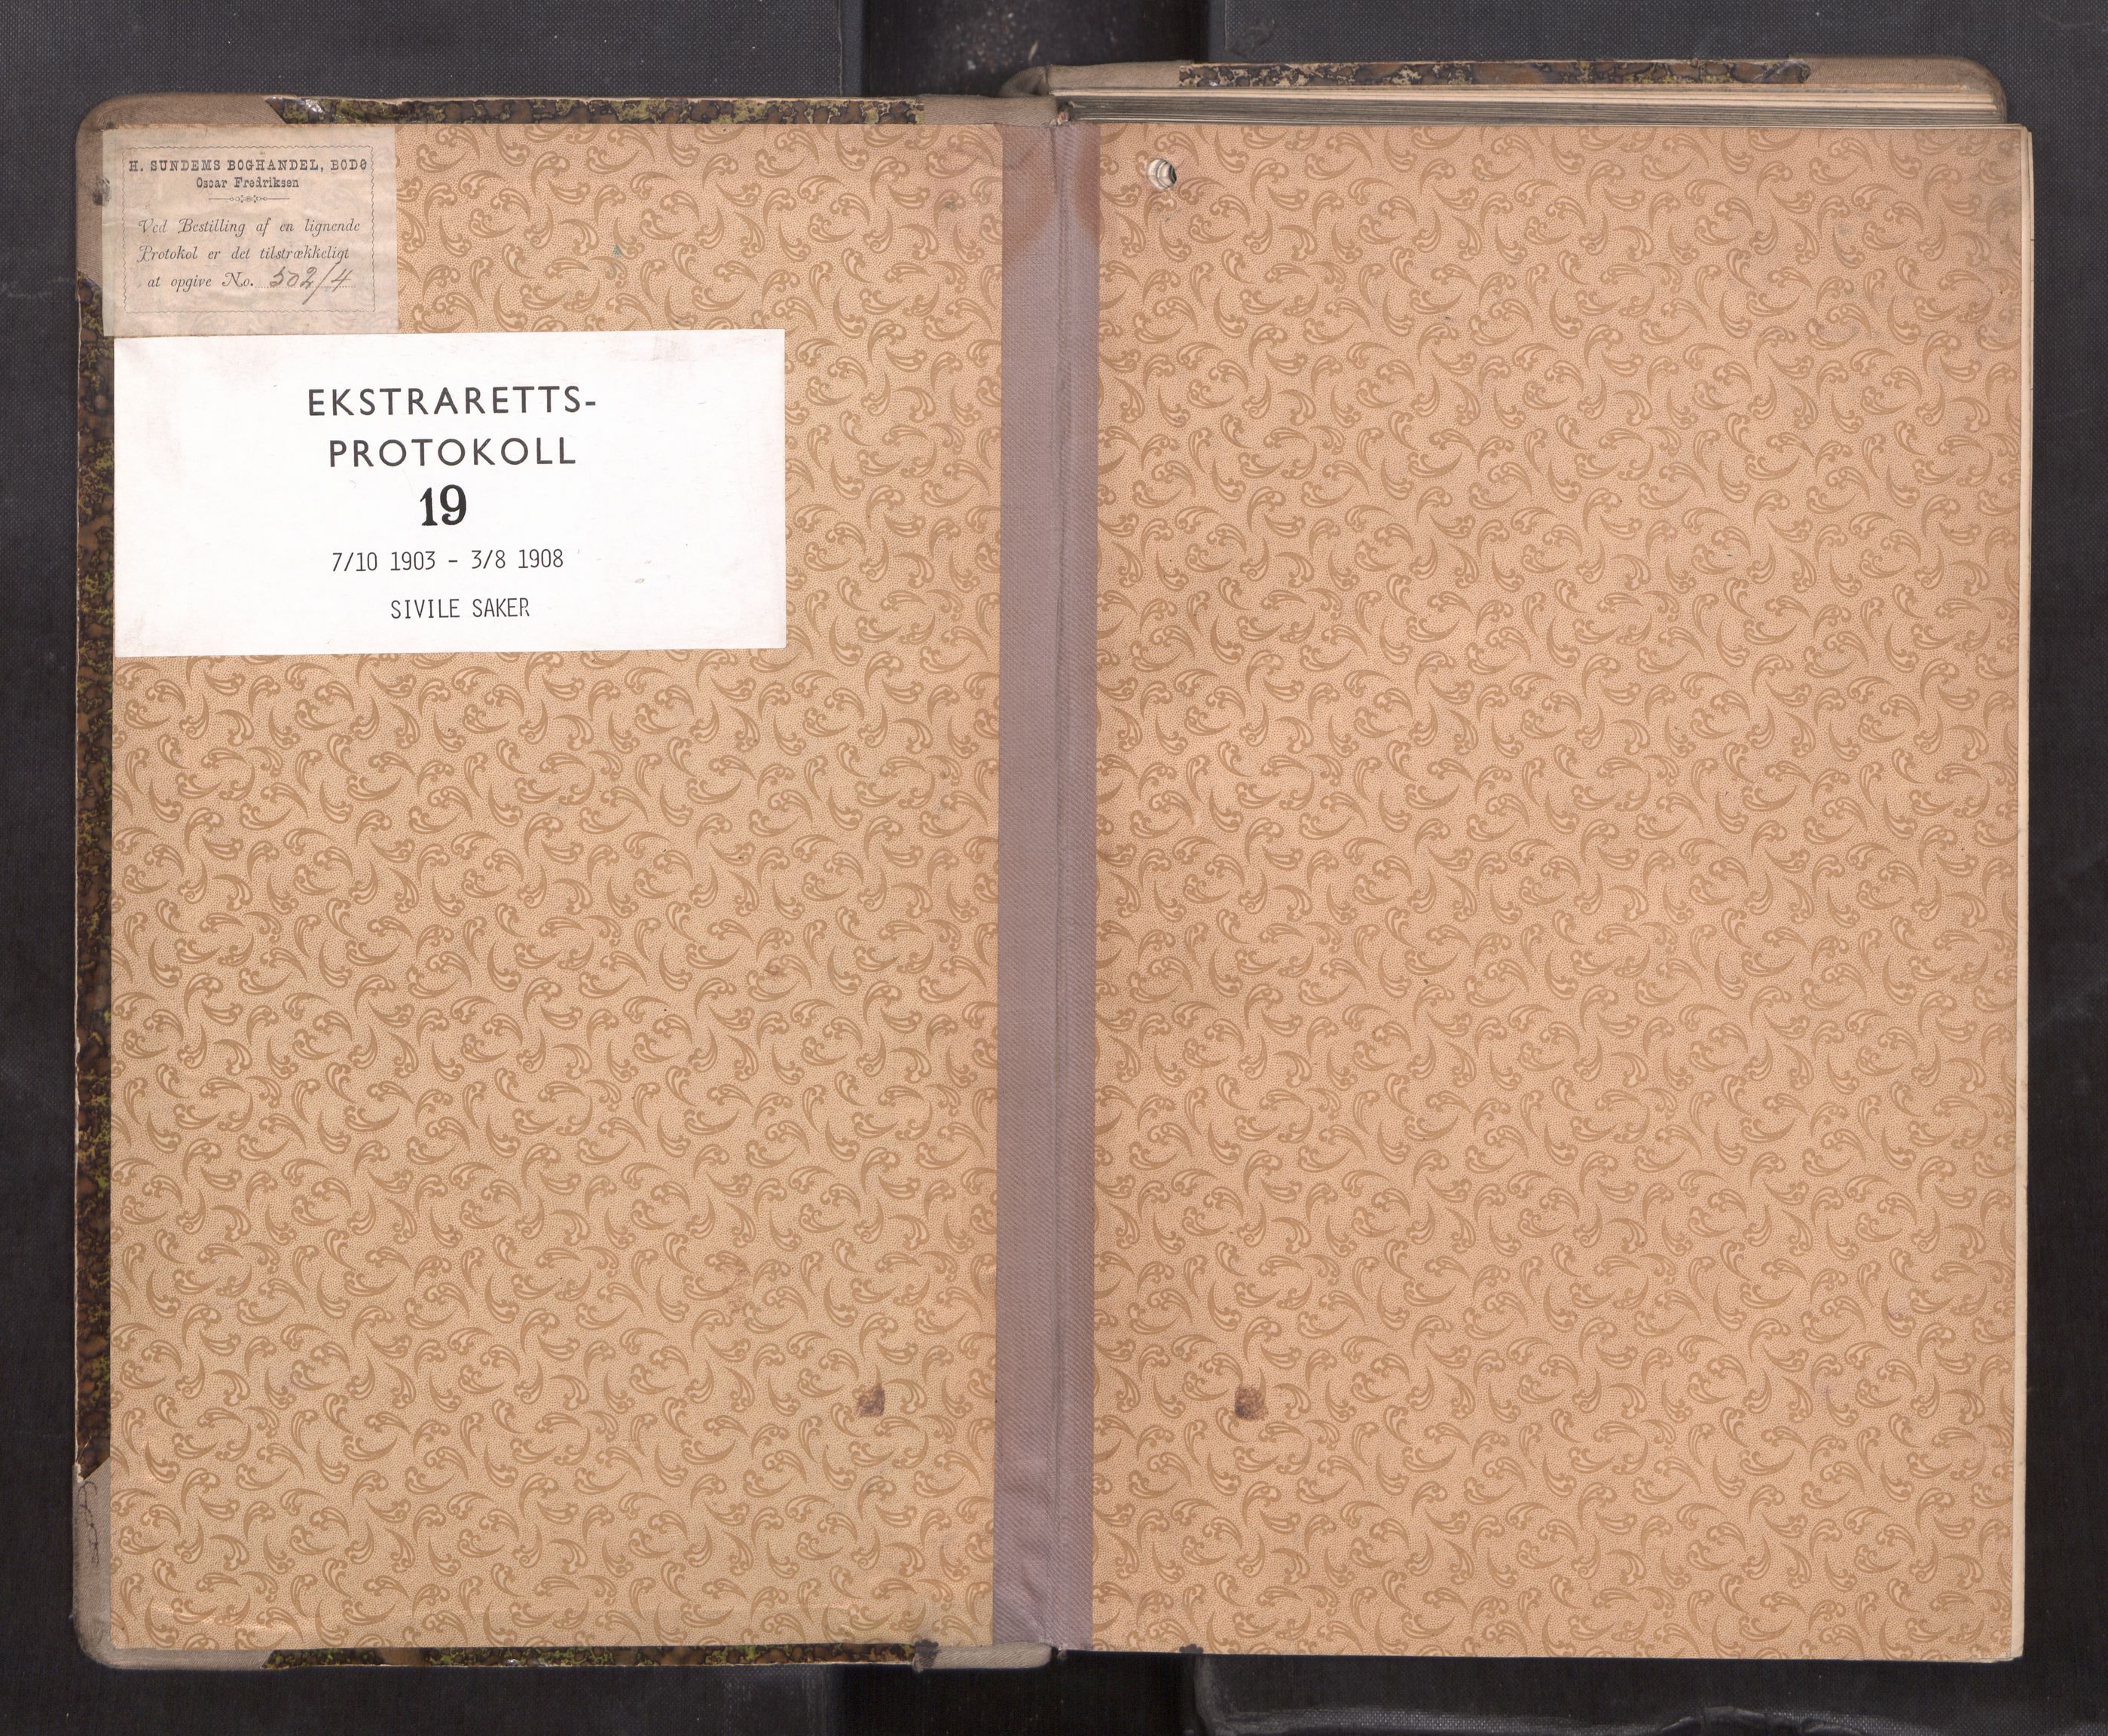 H. SUNDEMS BOGHANDEL, BODØ
Oscar Fredriksen
Ved Bestilling af en lignende
Protokol er det tilstrækkeligt
at opgive No. 502/4
EKSTRARETTS-
PROTOKOLL
19
7/10 1903 - 3/8 1908
SIVILE SAKER